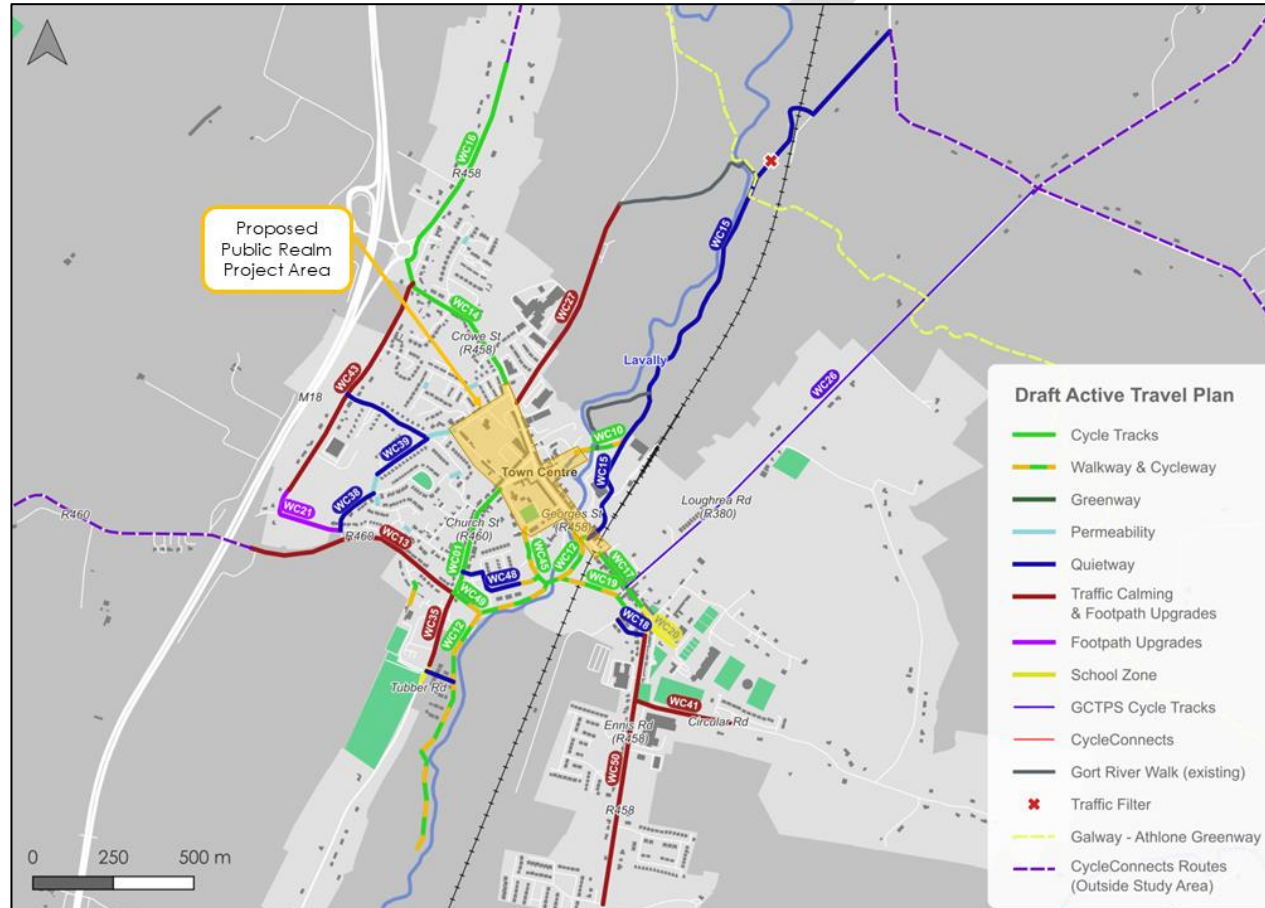 WC16
R458
Proposed
Public Realm
Project Area
WC14
Crowe St
(R458)
WC27
WC15
Lavally
WC43
M18
WC39
WC10
Town Centre
WC15
WC26
Loughrea Rd
(R380)
WC38
WC21
R460
R460
Church St
(R460)
Georges St
(R458)
WC13
WC01
WC45
WC12
WC17
WC48
WC19
WC49
WC35
WC12
WC18
WC20
Tubber Rd
WC41
Circular Rd
Ennis Rd
(R458)
WC50
R458
0 250 500 m
Draft Active Travel Plan
Cycle Tracks
Walkway & Cycleway
Greenway
Permeability
Quietway
Traffic Calming
& Footpath Upgrades
Footpath Upgrades
School Zone
GCTPS Cycle Tracks
CycleConnects
Gort River Walk (existing)
Traffic Filter
Galway - Athlone Greenway
CycleConnects Routes
(Outside Study Area)